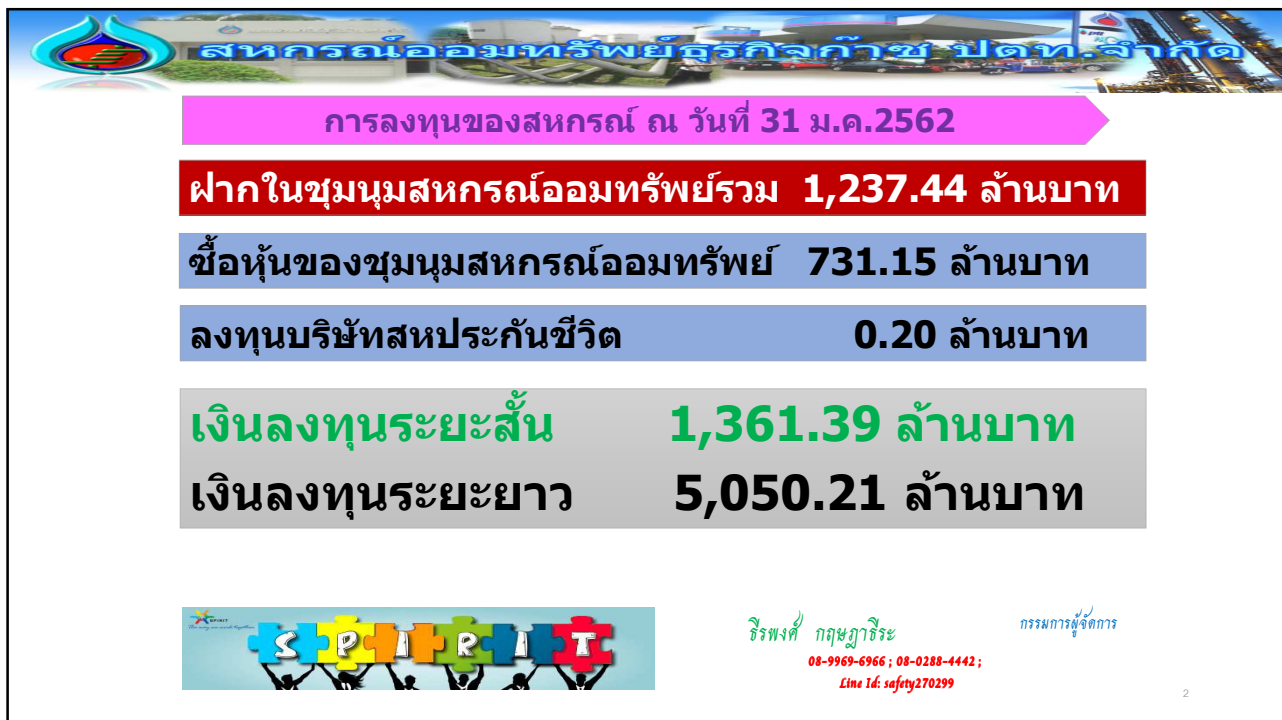 สหกรณ์ออมทรัพย์ธุรกิจก๊าซ ปตท.จำกัด
การลงทุนของสหกรณ์ ณ วันที่ 31 ม.ค.2562
ฝากในชุมนุมสหกรณ์ออมทรัพย์รวม 1,237.44 ล้านบาท
ซื้อหุ้นของชุมนุมสหกรณ์ออมทรัพย์ 731.15 ล้านบาท
ลงทุนบริษัทสหประกันชีวิต 0.20 ล้านบาท
เงินลงทุนระยะสั้น 1,361.39 ล้านบาท
เงินลงทุนระยะยาว 5,050.21 ล้านบาท
SPIRIT
SPIRIT
ธีรพงศ์ กฤษฎาธีระ กรรมการผู้จัดการ
08-9969-6966 ; 08-0288-4442 ;
Line Id: safety270299
2